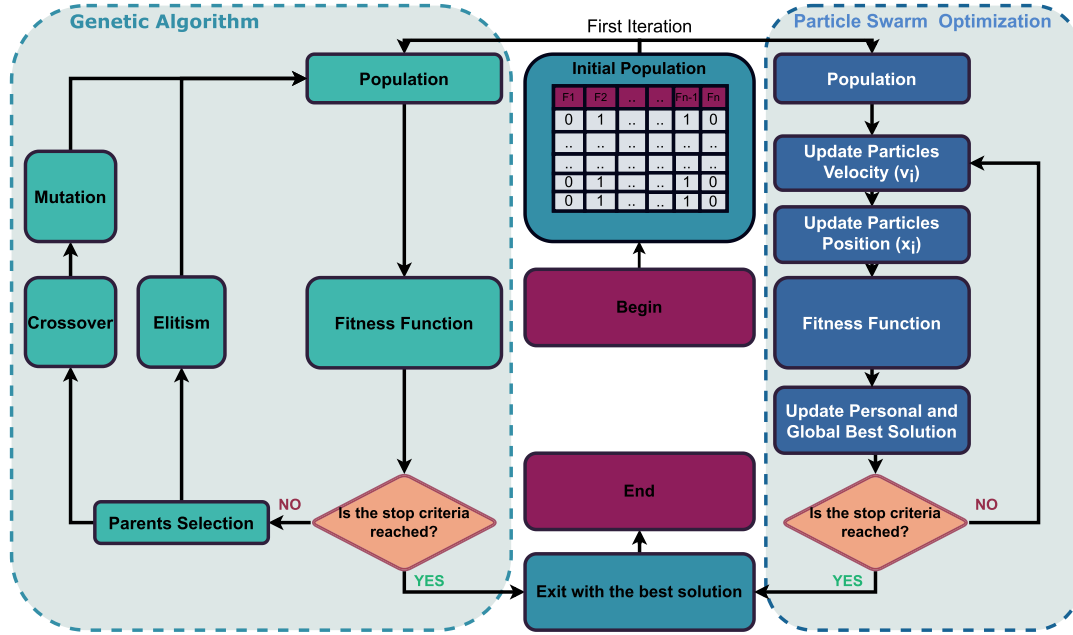 Genetic Algorithm
First Iteration
Particle Swarm Optimization
Population
Initial Population
F1 F2 .. .. Fn-1 Fn
0 1 .. .. 1 0
.. .. .. .. .. ..
.. .. .. .. .. ..
0 1 .. .. 1 0
0 1 .. .. 1 0
Population
Update Particles
Velocity (vi)
Mutation
Update Particles
Position (xi)
Crossover
Elitism
Fitness Function
Begin
Fitness Function
Update Personal and
Global Best Solution
End
Parents Selection
NO
Is the stop criteria
reached?
Is the stop criteria
reached?
NO
YES
Exit with the best solution
YES